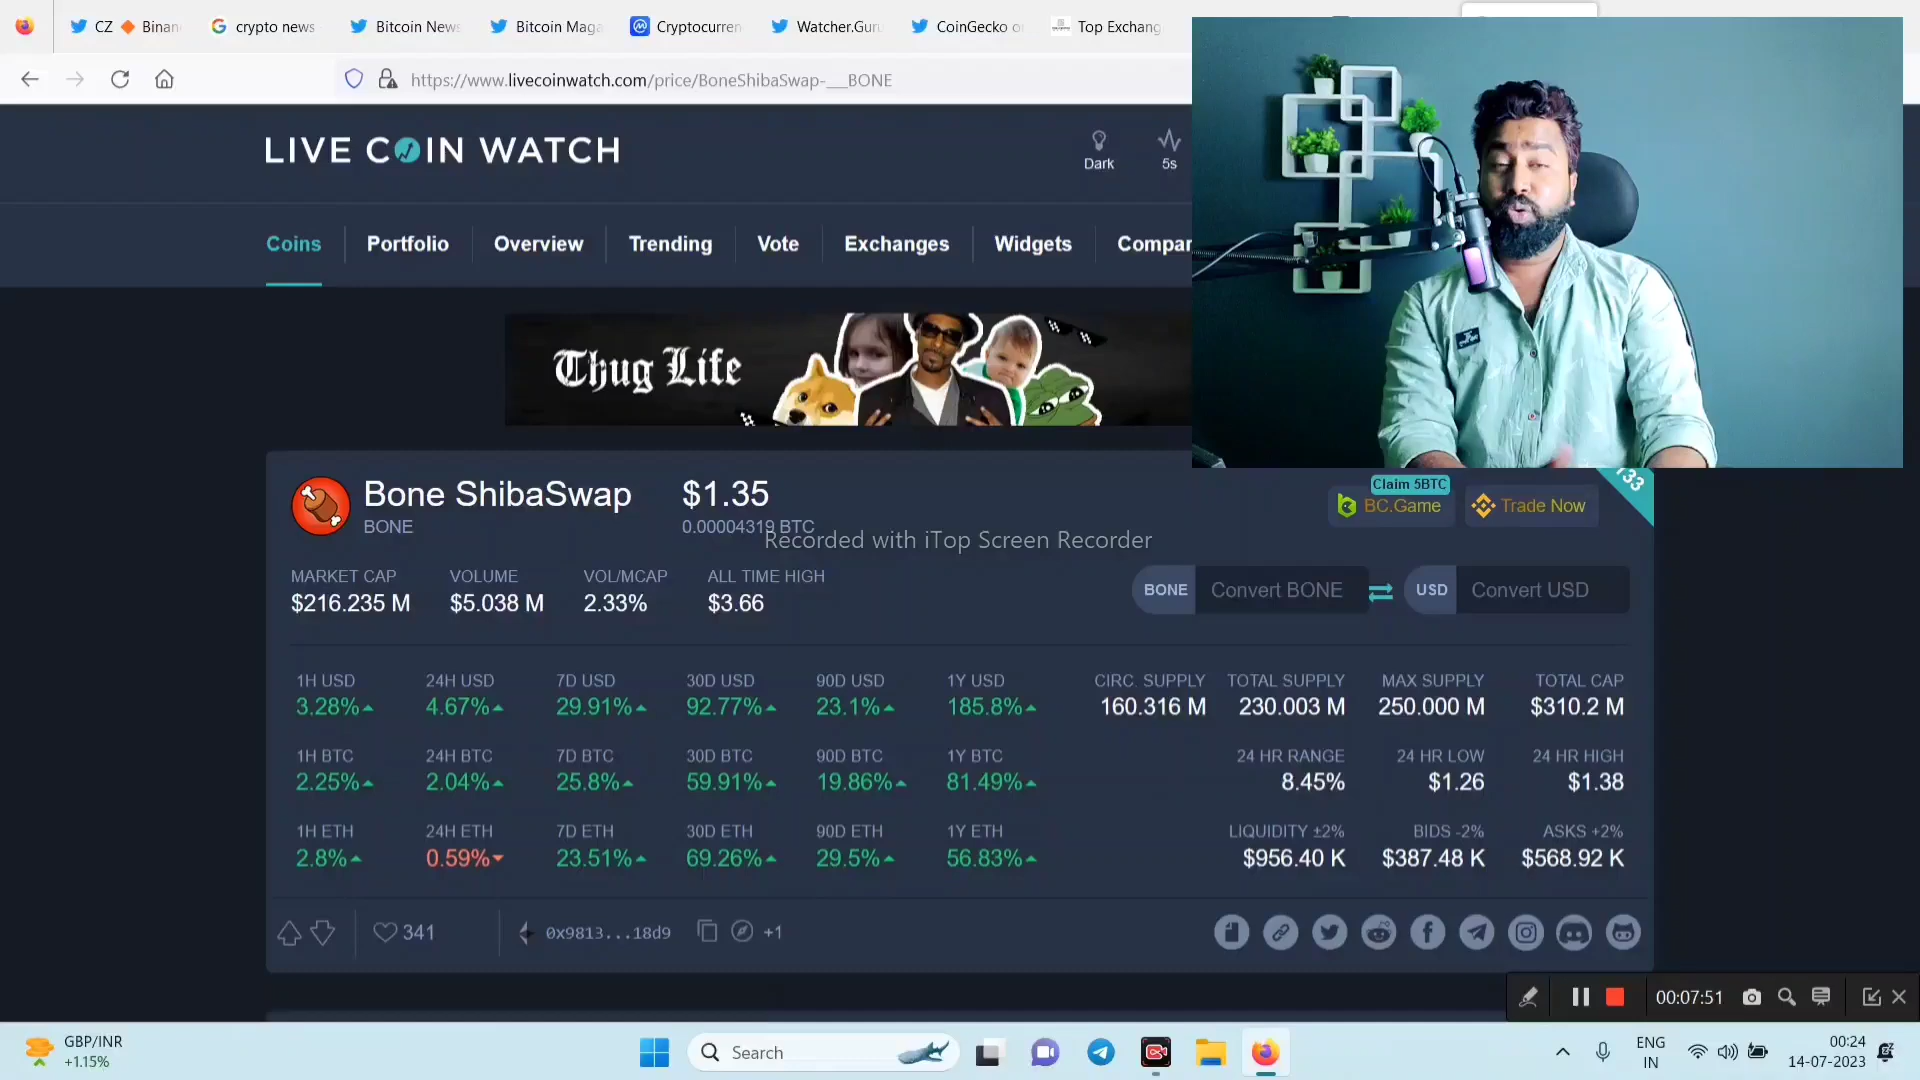 CZ 🔶 Binan
crypto news
Bitcoin News
Bitcoin Maga
Cryptocurren
Watcher.Guru
CoinGecko o
Top Exchang
https://www.livecoinwatch.com/price/BoneShibaSwap-___BONE
LIVE COIN WATCH
Dark
5s
Coins
Portfolio
Overview
Trending
Vote
Exchanges
Widgets
Compar
Thug Life
Bone ShibaSwap
BONE
$1.35
0.00004319 BTC
Claim 5BTC
BC.Game
Trade Now
Recorded with iTop Screen Recorder
MARKET CAP VOLUME VOL/MCAP ALL TIME HIGH
$216.235 M $5.038 M 2.33% $3.66
BONE Convert BONE USD Convert USD
1H USD 24H USD 7D USD 30D USD 90D USD 1Y USD CIRC. SUPPLY TOTAL SUPPLY MAX SUPPLY TOTAL CAP
3.28% 4.67% 29.91% 92.77% 23.1% 185.8% 160.316 M 230.003 M 250.000 M $310.2 M
1H BTC 24H BTC 7D BTC 30D BTC 90D BTC 1Y BTC 24 HR RANGE 24 HR LOW 24 HR HIGH
2.25% 2.04% 25.8% 59.91% 19.86% 81.49% 8.45% $1.26 $1.38
1H ETH 24H ETH 7D ETH 30D ETH 90D ETH 1Y ETH LIQUIDITY ±2% BIDS -2% ASKS +2%
2.8% 0.59% 23.51% 69.26% 29.5% 56.83% $956.40 K $387.48 K $568.92 K
341 0x9813...18d9 +1
00:07:51
GBP/INR
+1.15%
Search
ENG
IN
00:24
14-07-2023